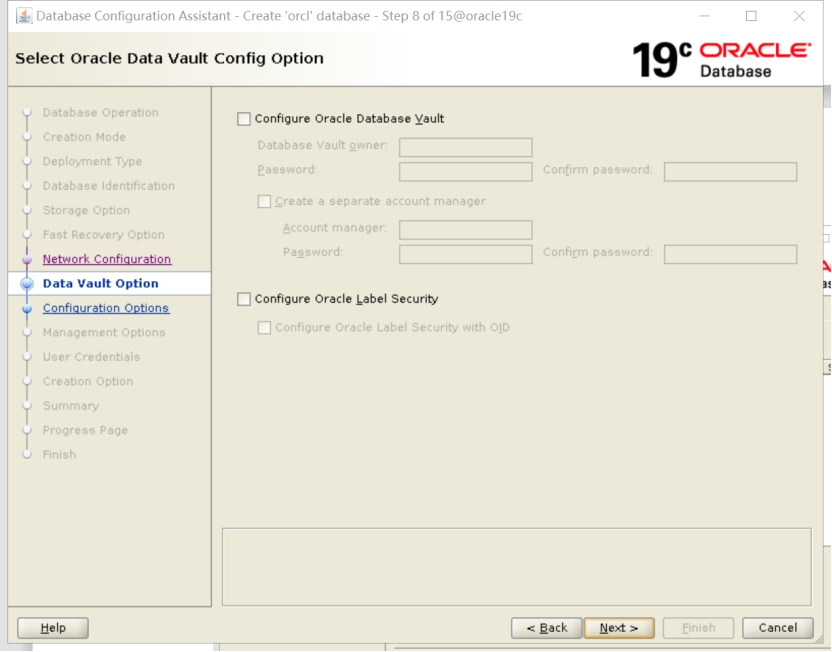 Database Configuration Assistant - Create 'orcl' database - Step 8 of 15@oracle19c
Select Oracle Data Vault Config Option
19c ORACLE
Database
Database Operation
Creation Mode
Deployment Type
Database Identification
Storage Option
Fast Recovery Option
Network Configuration
Data Vault Option
Configuration Options
Management Options
User Credentials
Creation Option
Summary
Progress Page
Finish
Configure Oracle Database Vault
Database Vault owner:
Password: Confirm password:
Create a separate account manager
Account manager:
Password: Confirm password:
Configure Oracle Label Security
Configure Oracle Label Security with OID
Help < Back Next > Finish Cancel